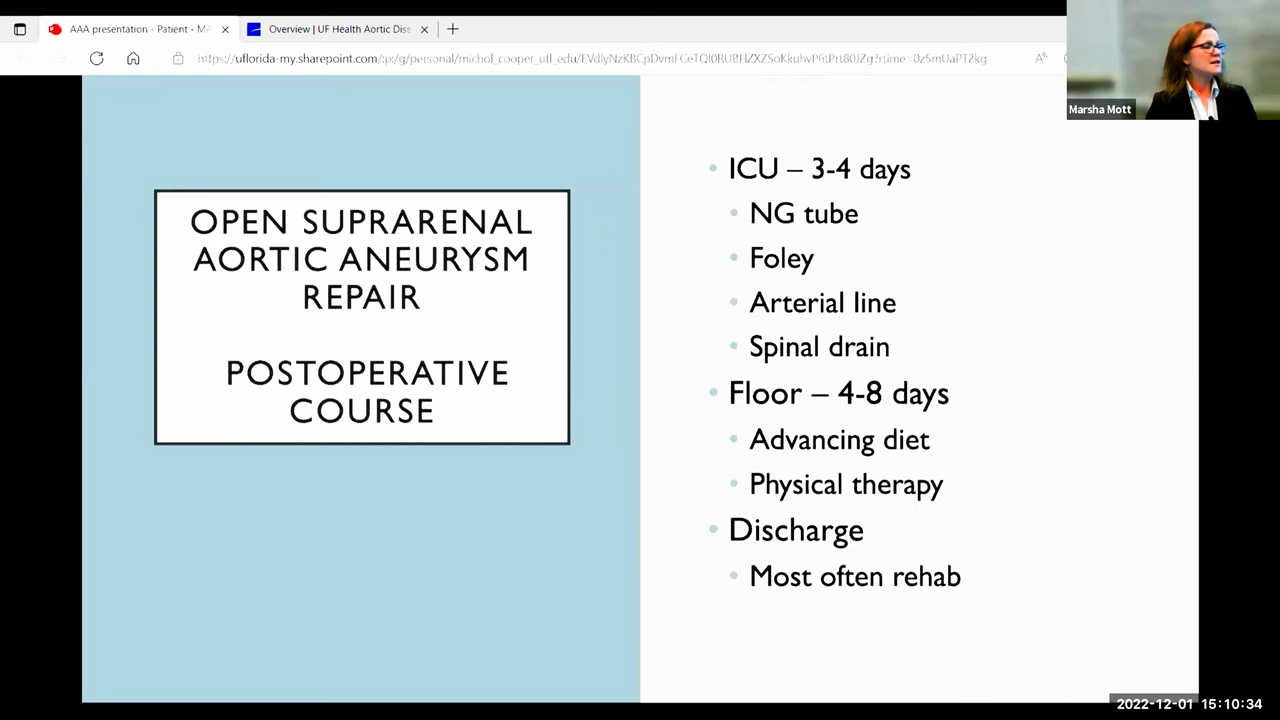 AAA presentation - Patient - MA
Overview | UF Health Aortic Dise
Marsha Mott
OPEN SUPRARENAL
AORTIC ANEURYSM
REPAIR
POSTOPERATIVE
COURSE
ICU – 3-4 days
NG tube
Foley
Arterial line
Spinal drain
Floor – 4-8 days
Advancing diet
Physical therapy
Discharge
Most often rehab
2022-12-01 15:10:34